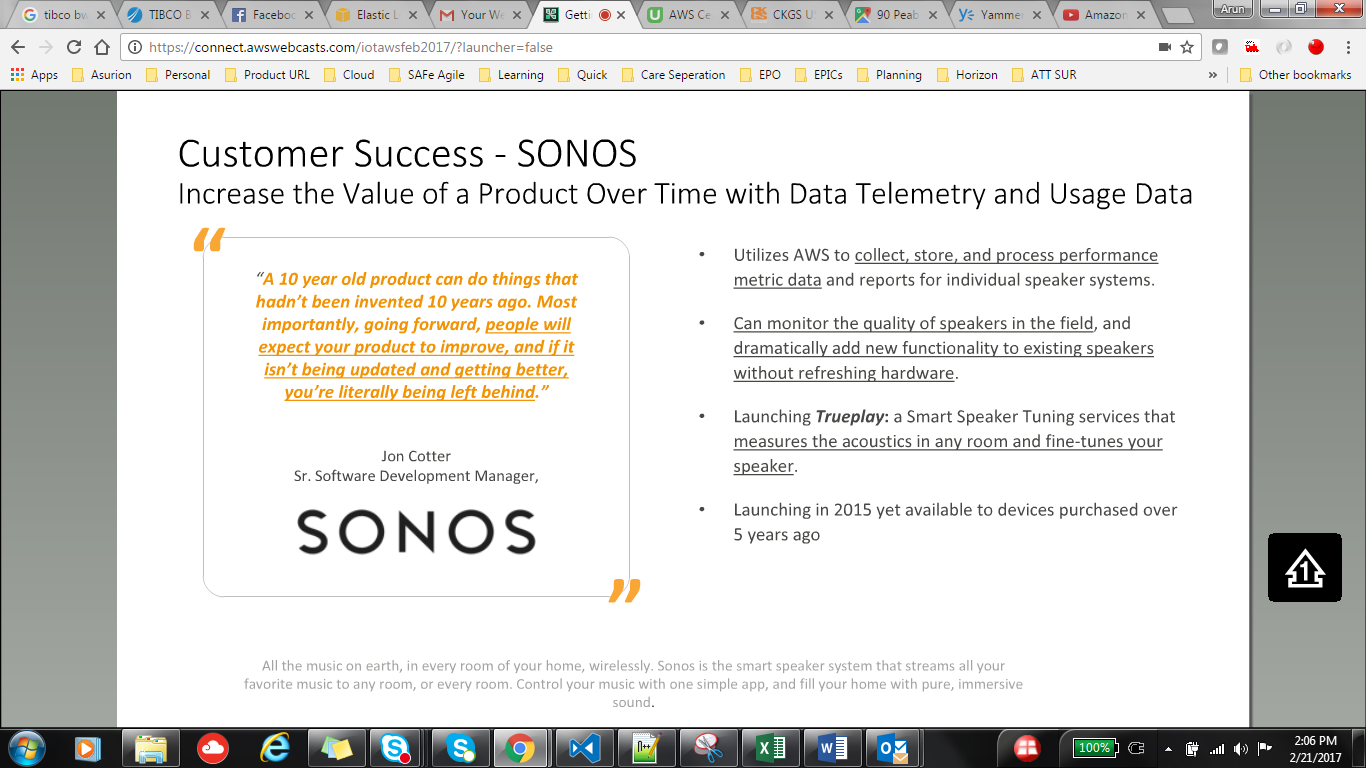 tibco bw
TIBCO B
Faceboo
Elastic L
Your We
Getti
AWS Ce
CKGS U
90 Peab
Yammer
Amazon
Arun
https://connect.awswebcasts.com/iotawsfeb2017/?launcher=false
Apps
Asurion
Personal
Product URL
Cloud
SAFe Agile
Learning
Quick
Care Seperation
EPO
EPICs
Planning
Horizon
ATT SUR
»
Other bookmarks
Customer Success - SONOS
Increase the Value of a Product Over Time with Data Telemetry and Usage Data
“
“A 10 year old product can do things that
hadn’t been invented 10 years ago. Most
importantly, going forward, people will
expect your product to improve, and if it
isn’t being updated and getting better,
you’re literally being left behind.”
Jon Cotter
Sr. Software Development Manager,
SONOS
”
• Utilizes AWS to collect, store, and process performance
metric data and reports for individual speaker systems.
• Can monitor the quality of speakers in the field, and
dramatically add new functionality to existing speakers
without refreshing hardware.
• Launching Trueplay: a Smart Speaker Tuning services that
measures the acoustics in any room and fine-tunes your
speaker.
• Launching in 2015 yet available to devices purchased over
5 years ago
1
All the music on earth, in every room of your home, wirelessly. Sonos is the smart speaker system that streams all your
favorite music to any room, or every room. Control your music with one simple app, and fill your home with pure, immersive
sound.
100%
2:06 PM
2/21/2017